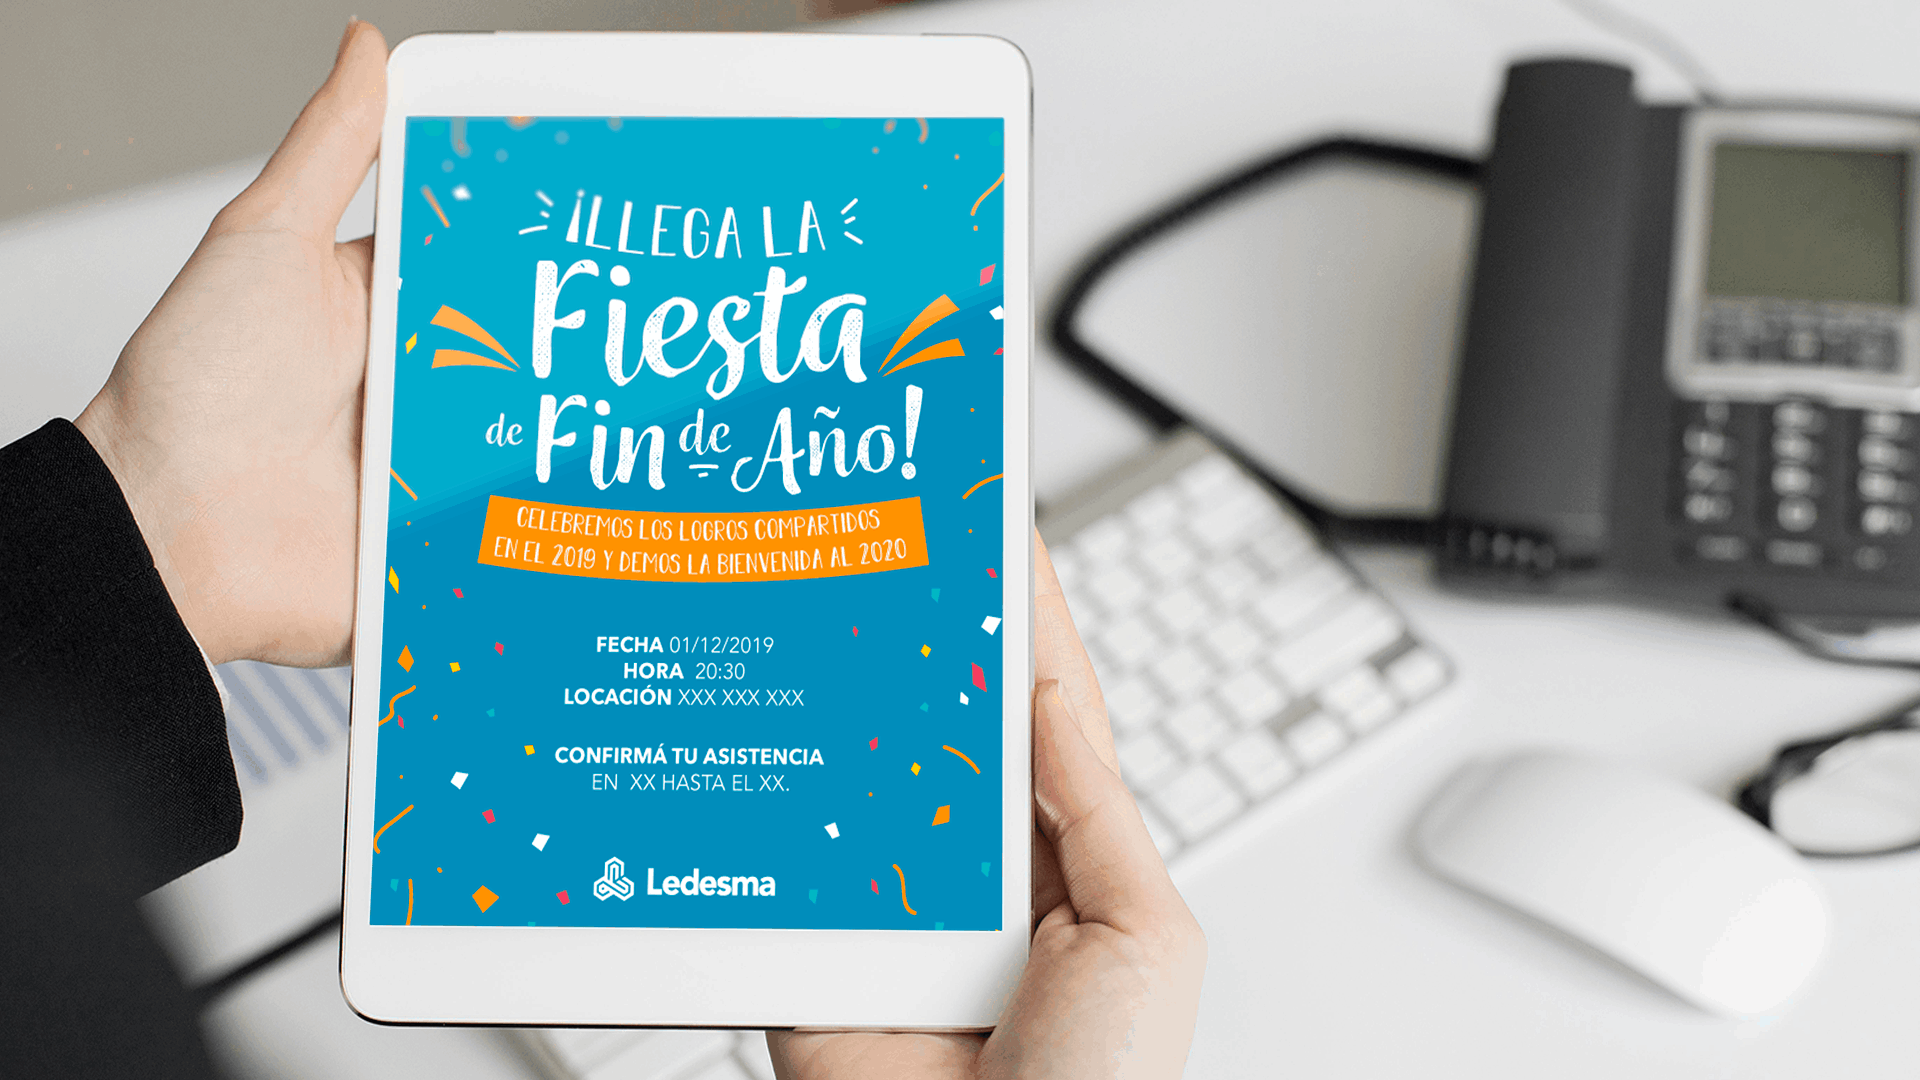 ¡LLEGA LA
Fiesta
de Fin de Año!
CELEBREMOS LOS LOGROS COMPARTIDOS
EN EL 2019 Y DEMOS LA BIENVENIDA AL 2020
FECHA 01/12/2019
HORA 20:30
LOCACIÓN XXX XXX XXX
CONFIRMÁ TU ASISTENCIA
EN XX HASTA EL XX.
Ledesma